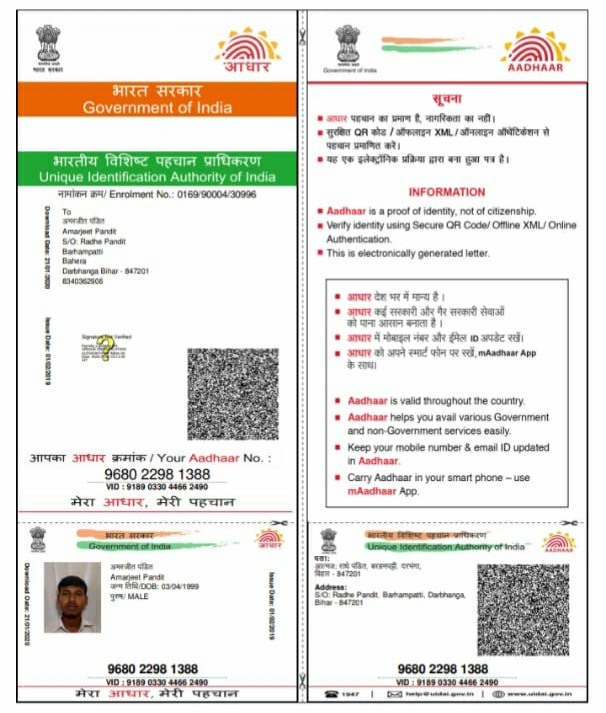 भारत सरकार
आधार
भारत सरकार
Government of India
भारतीय विशिष्ट पहचान प्राधिकरण
Unique Identification Authority of India
नामांकन क्रम/ Enrolment No.: 0169/90004/30996
Download Date: 21/01/2020
To
अमरजीत पंडित
Amarjeet Pandit
S/O: Radhe Pandit
Barhampatti
Bahera
Darbhanga Bihar - 847201
8340362906
Issue Date: 01/02/2019
Signature Not Verified
?
आपका आधार क्रमांक / Your Aadhaar No. :
9680 2298 1388
VID : 9189 0330 4466 2490
मेरा आधार, मेरी पहचान
Government of India
AADHAAR
सूचना
आधार पहचान का प्रमाण है, नागरिकता का नहीं।
सुरक्षित QR कोड / ऑफलाइन XML / ऑनलाइन ऑथेंटिकेशन से
पहचान प्रमाणित करें।
यह एक इलेक्ट्रॉनिक प्रक्रिया द्वारा बना हुआ पत्र है।
INFORMATION
Aadhaar is a proof of identity, not of citizenship.
Verify identity using Secure QR Code/ Offline XML/ Online
Authentication.
This is electronically generated letter.
आधार देश भर में मान्य है ।
आधार कई सरकारी और गैर सरकारी सेवाओं
को पाना आसान बनाता है ।
आधार में मोबाइल नंबर और ईमेल ID अपडेट रखें।
आधार को अपने स्मार्ट फोन पर रखें, mAadhaar App
के साथ।
Aadhaar is valid throughout the country.
Aadhaar helps you avail various Government
and non-Government services easily.
Keep your mobile number & email ID updated
in Aadhaar.
Carry Aadhaar in your smart phone – use
mAadhaar App.
भारत सरकार
Government of India
आधार
Download Date: 21/01/2020
अमरजीत पंडित
Amarjeet Pandit
जन्म तिथि/DOB: 03/04/1999
पुरुष/ MALE
Issue Date: 01/02/2019
9680 2298 1388
VID : 9189 0330 4466 2490
मेरा आधार, मेरी पहचान
भारतीय विशिष्ट पहचान प्राधिकरण
Unique Identification Authority of India
AADHAAR
पता:
आत्मज: राधे पंडित, बरहमपट्टी, दरभंगा,
बिहार - 847201
Address:
S/O: Radhe Pandit, Barhampatti, Darbhanga,
Bihar - 847201
9680 2298 1388
VID : 9189 0330 4466 2490
1947 | help@uidai.gov.in | www.uidai.gov.in